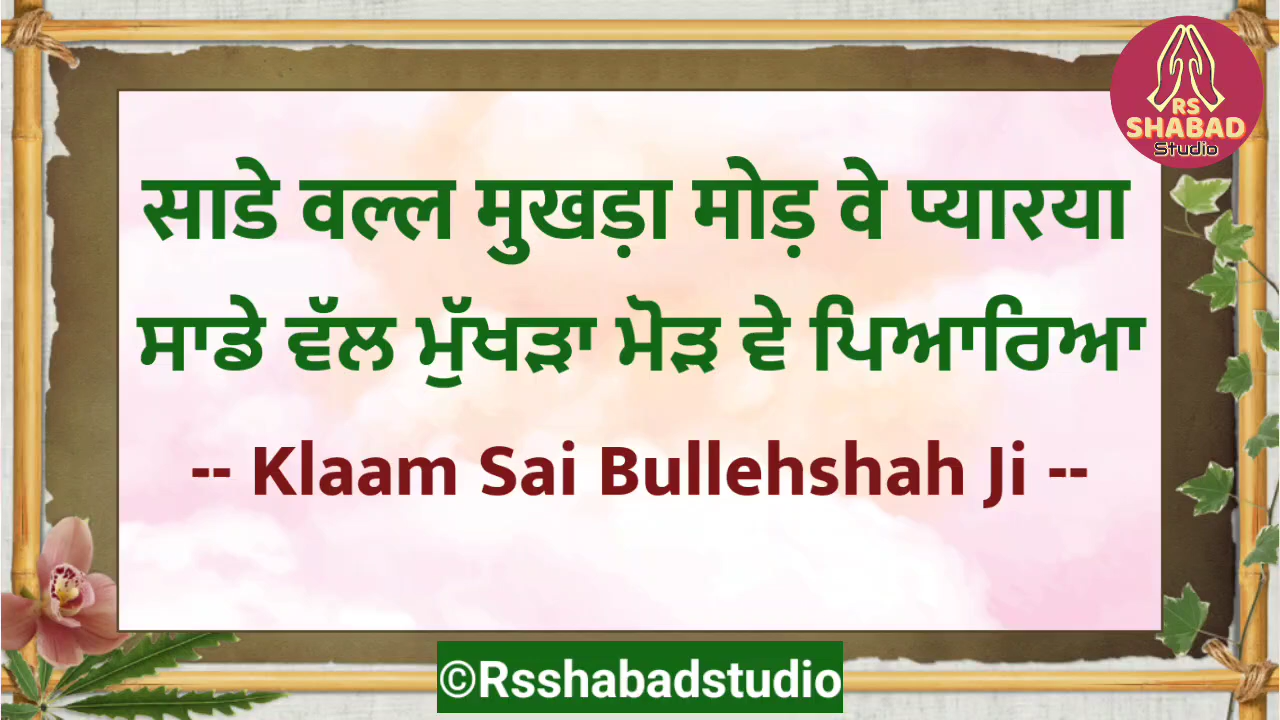 RS
SHABAD
Studio
साडे वल्ल मुखड़ा मोड़ वे प्यारया
ਸਾਡੇ ਵੱਲ ਮੁੱਖੜਾ ਮੋੜ ਵੇ ਪਿਆਰਿਆ
-- Klaam Sai Bullehshah Ji --
©Rsshabadstudio